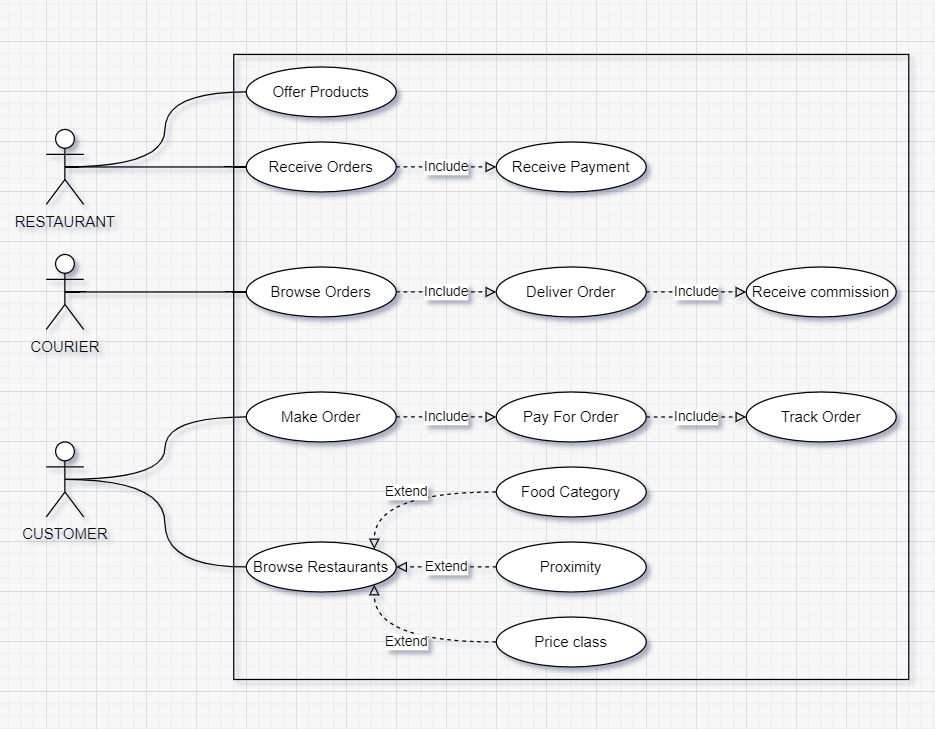 Offer Products
Receive Orders
Include
Receive Payment
RESTAURANT
Browse Orders
Include
Deliver Order
Include
Receive commission
COURIER
Make Order
Include
Pay For Order
Include
Track Order
CUSTOMER
Extend
Food Category
Browse Restaurants
Extend
Proximity
Extend
Price class